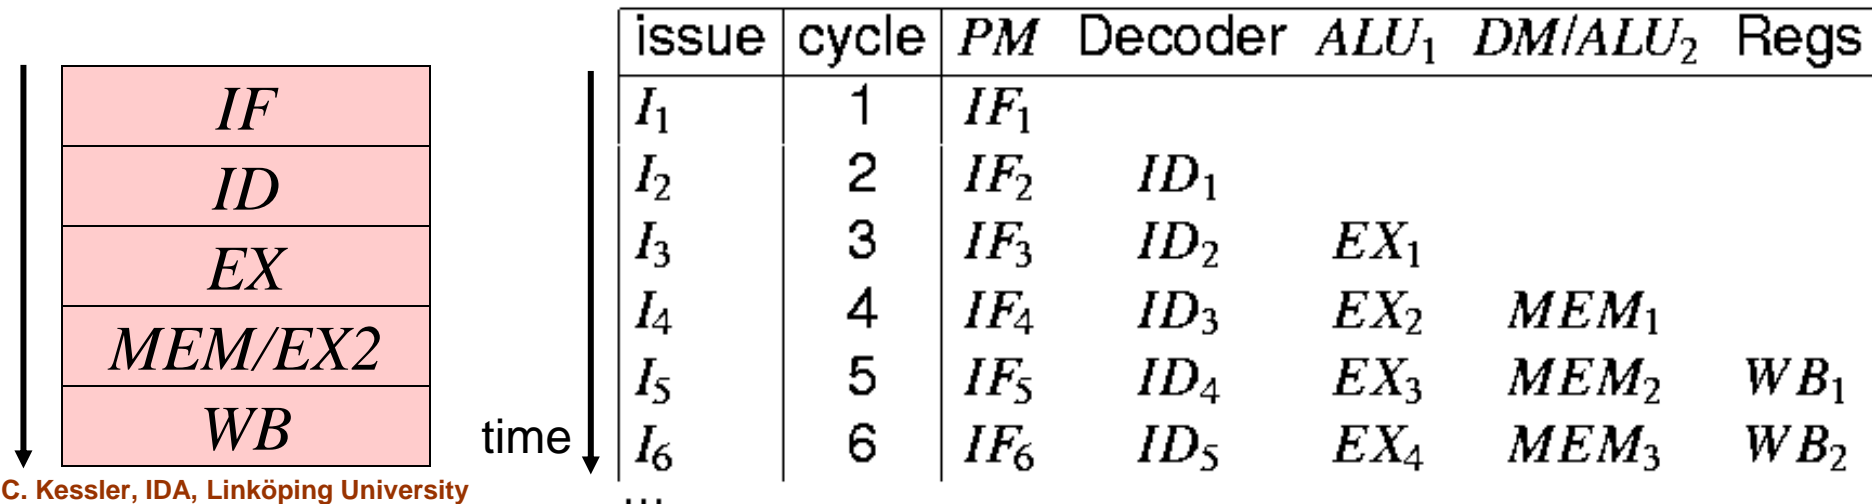 IF
ID
EX
MEM/EX2
WB
C. Kessler, IDA, Linköping University
time
issue cycle PM Decoder ALU₁ DM/ALU₂ Regs
I₁ 1 IF₁
I₂ 2 IF₂ ID₁
I₃ 3 IF₃ ID₂ EX₁
I₄ 4 IF₄ ID₃ EX₂ MEM₁
I₅ 5 IF₅ ID₄ EX₃ MEM₂ WB₁
I₆ 6 IF₆ ID₅ EX₄ MEM₃ WB₂
...